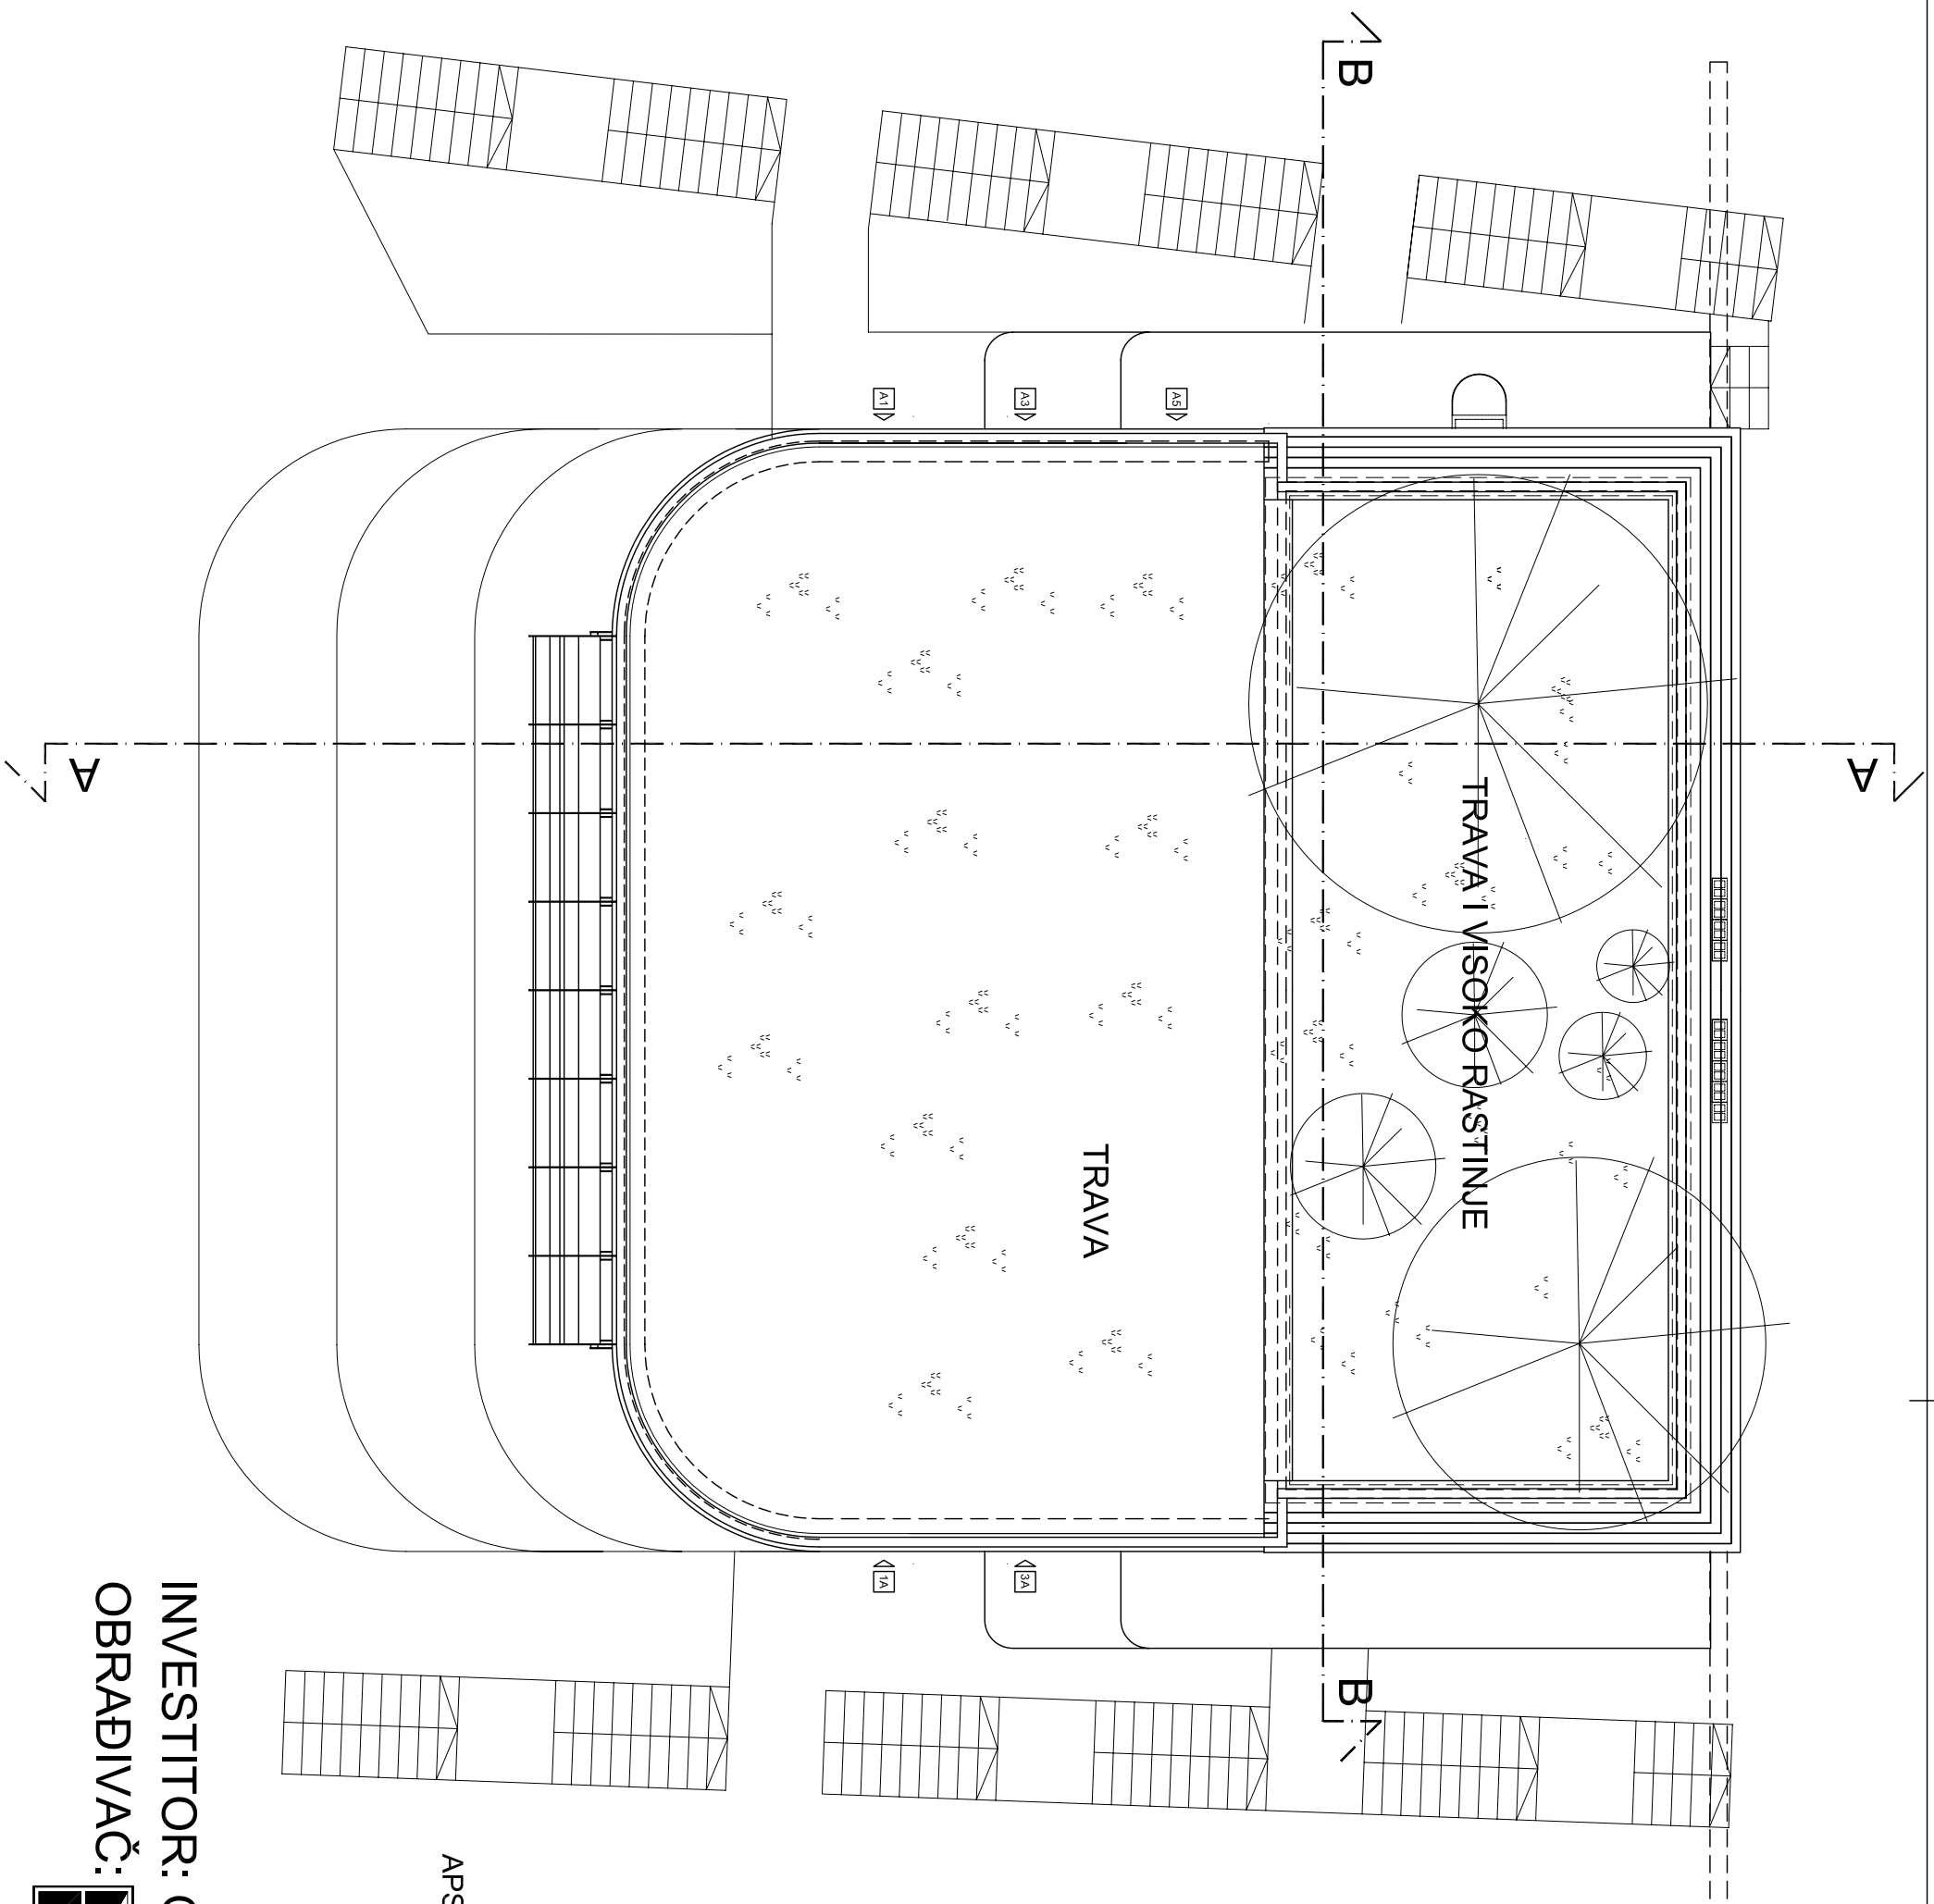 B
A1
A3
A5
A
A
TRAVA I VISOKO RASTINJE
TRAVA
1A
3A
B
INVESTITOR:
OBRAĐIVAČ:
APS